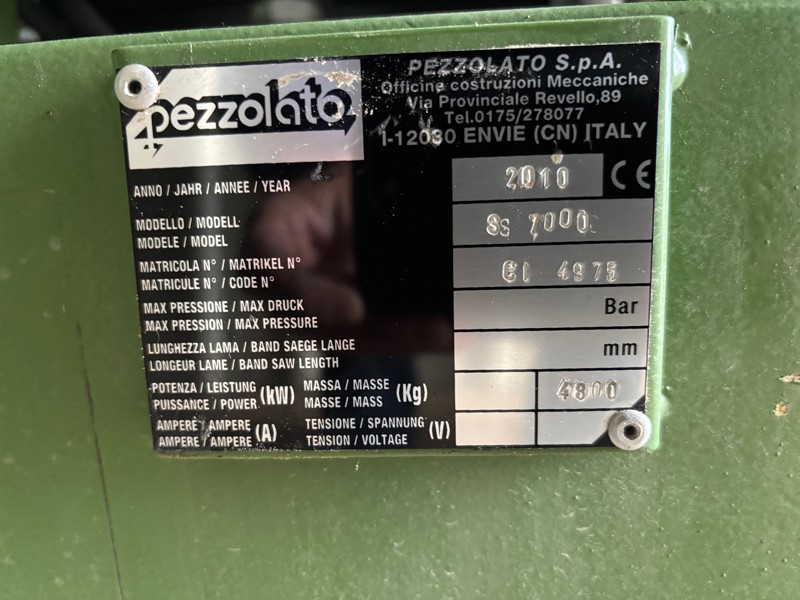 pezzolato
PEZZOLATO S.p.A.
Officine costruzioni Meccaniche
Via Provinciale Revello,89
Tel.0175/278077
I-12030 ENVIE (CN) ITALY
ANNO / JAHR / ANNEE / YEAR 2010 CE
MODELLO / MODELL
MODELE / MODEL
SS 7000
MATRICOLA N° / MATRIKEL N°
MATRICULE N° / CODE N°
4975
MAX PRESSIONE / MAX DRUCK
MAX PRESSION / MAX PRESSURE
Bar
LUNGHEZZA LAMA / BAND SAEGE LANGE
LONGEUR LAME / BAND SAW LENGTH
mm
POTENZA / LEISTUNG
PUISSANCE / POWER
(kW)
MASSA / MASSE
MASSE / MASS
(Kg)
4800
AMPERE / AMPERE
AMPERE / AMPERE
(A)
TENSIONE / SPANNUNG
TENSION / VOLTAGE
(V)